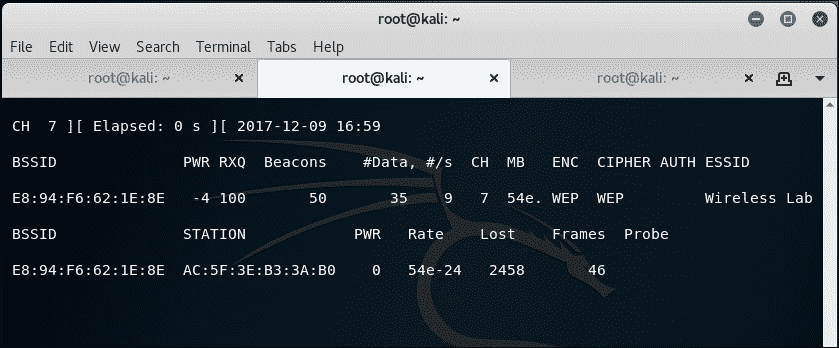 root@kali: ~
File Edit View Search Terminal Tabs Help
root@kali: ~ × root@kali: ~ × root@kali: ~ ×
CH 7 ][ Elapsed: 0 s ][ 2017-12-09 16:59
BSSID PWR RXQ Beacons #Data, #/s CH MB ENC CIPHER AUTH ESSID
E8:94:F6:62:1E:8E -4 100 50 35 9 7 54e. WEP WEP Wireless Lab
BSSID STATION PWR Rate Lost Frames Probe
E8:94:F6:62:1E:8E AC:5F:3E:B3:3A:B0 0 54e-24 2458 46